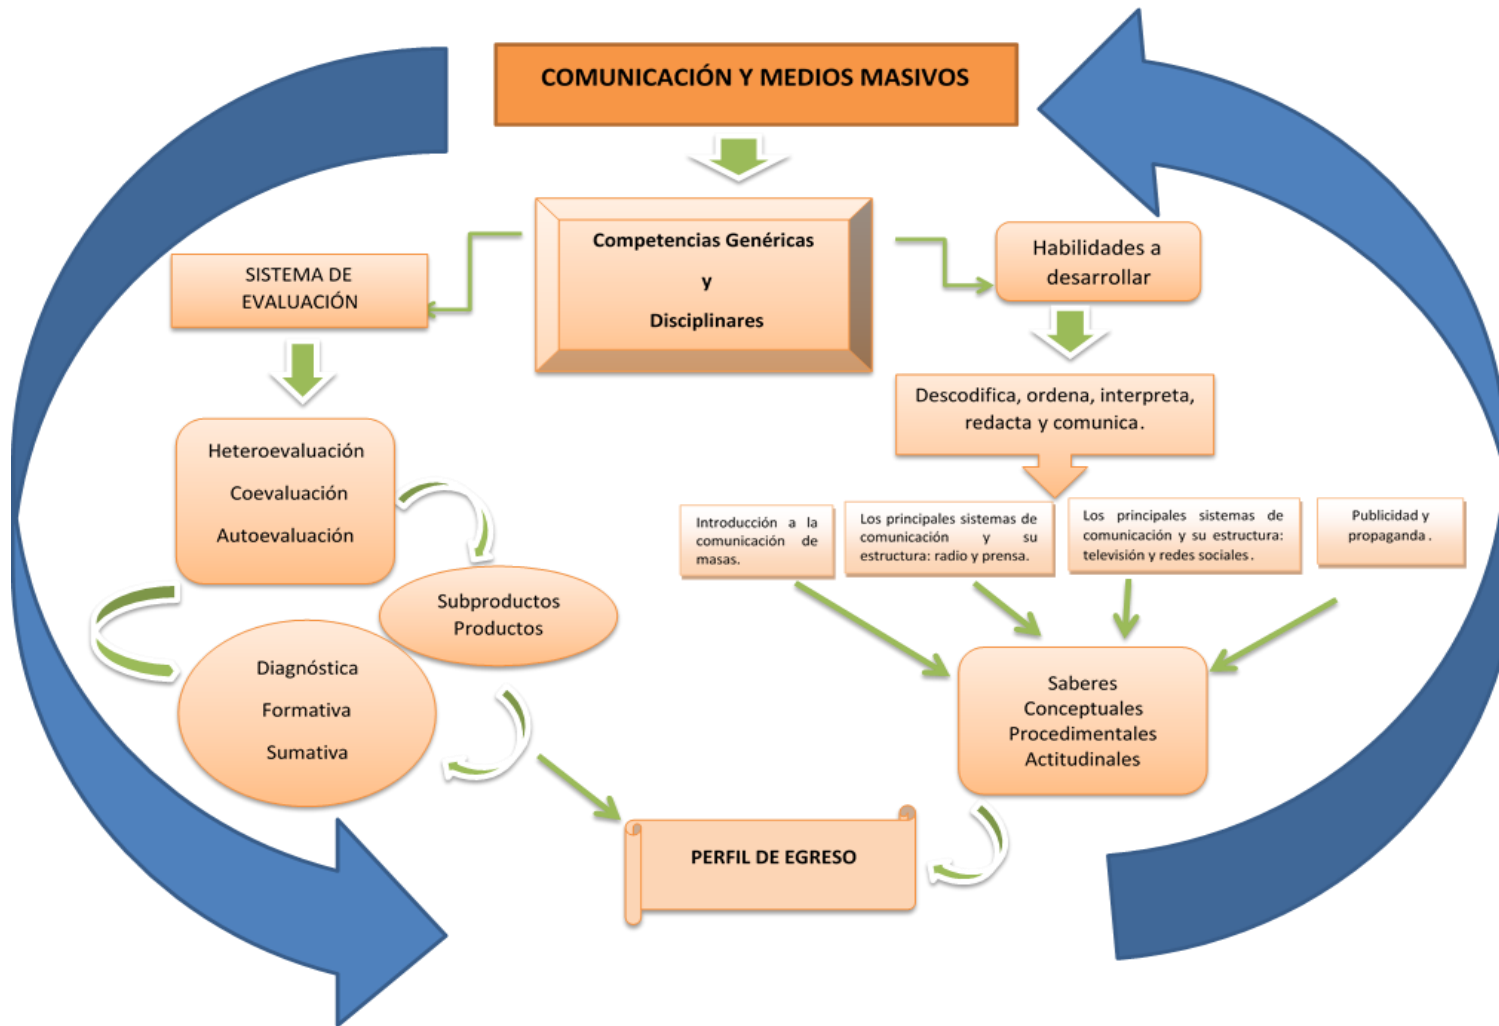 COMUNICACIÓN Y MEDIOS MASIVOS
Competencias Genéricas
y
Disciplinares
SISTEMA DE
EVALUACIÓN
Heteroevaluación
Coevaluación
Autoevaluación
Subproductos
Productos
Diagnóstica
Formativa
Sumativa
Habilidades a
desarrollar
Descodifica, ordena, interpreta,
redacta y comunica.
Introducción a la
comunicación de
masas.
Los principales sistemas de
comunicación y su
estructura: radio y prensa.
Los principales sistemas de
comunicación y su estructura:
televisión y redes sociales.
Publicidad y
propaganda.
Saberes
Conceptuales
Procedimentales
Actitudinales
PERFIL DE EGRESO